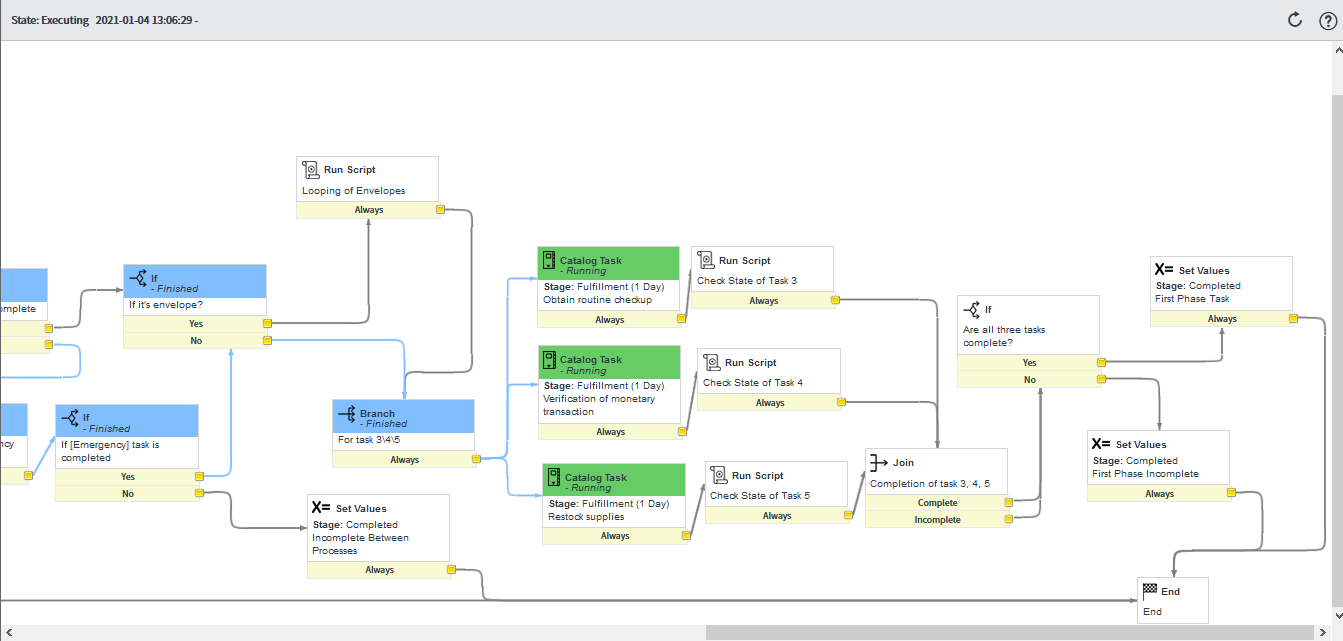 State: Executing 2021-01-04 13:06:29 -
Run Script
Looping of Envelopes
Always
If
- Finished
If it's envelope?
Yes
No
If
- Finished
If [Emergency] task is
completed
Yes
No
Branch
- Finished
For task 3\4\5
Always
Set Values
Stage: Completed
Incomplete Between
Processes
Always
Catalog Task
- Running
Stage: Fulfillment (1 Day)
Obtain routine checkup
Always
Run Script
Check State of Task 3
Always
Catalog Task
- Running
Stage: Fulfillment (1 Day)
Verification of monetary
transaction
Always
Run Script
Check State of Task 4
Always
Catalog Task
- Running
Stage: Fulfillment (1 Day)
Restock supplies
Always
Run Script
Check State of Task 5
Always
Join
Completion of task 3, 4, 5
Complete
Incomplete
If
Are all three tasks
complete?
Yes
No
Set Values
Stage: Completed
First Phase Task
Always
Set Values
Stage: Completed
First Phase Incomplete
Always
End
End